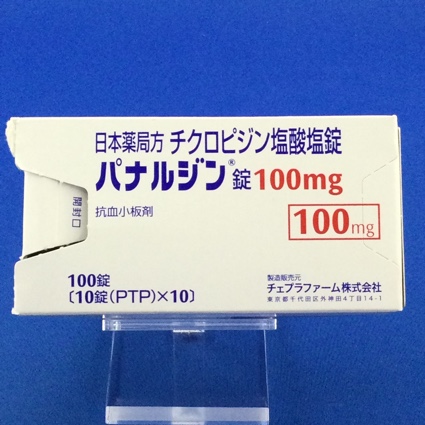 日本薬局方 チクロピジン塩酸塩錠
パナルジン®錠100mg
抗血小板剤
100mg
開封口
100錠
〔10錠(PTP)×10〕
製造販売元
チェプラファーム株式会社
東京都千代田区外神田4丁目14-1